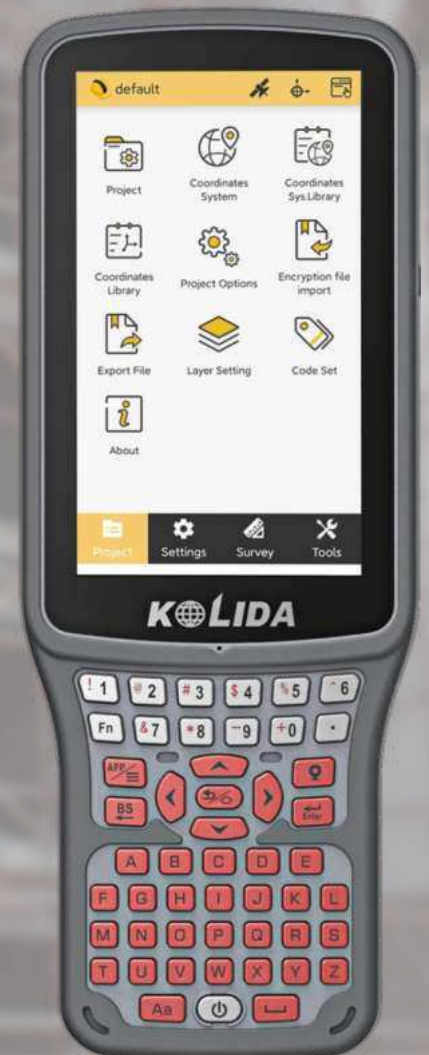 default
Project
Coordinates
System
Coordinates
Sys.Library
Coordinates
Library
Project Options
Encryption file
import
Export File
Layer Setting
Code Set
About
Project
Settings
Survey
Tools
KOLIDA
! 1 @ 2 # 3 $ 4 % 5 ^ 6
Fn & 7 * 8 - 9 + 0 .
APP
BS
Enter
A B C D E
F G H I J K L
M N O P Q R S
T U V W X Y Z
Aa